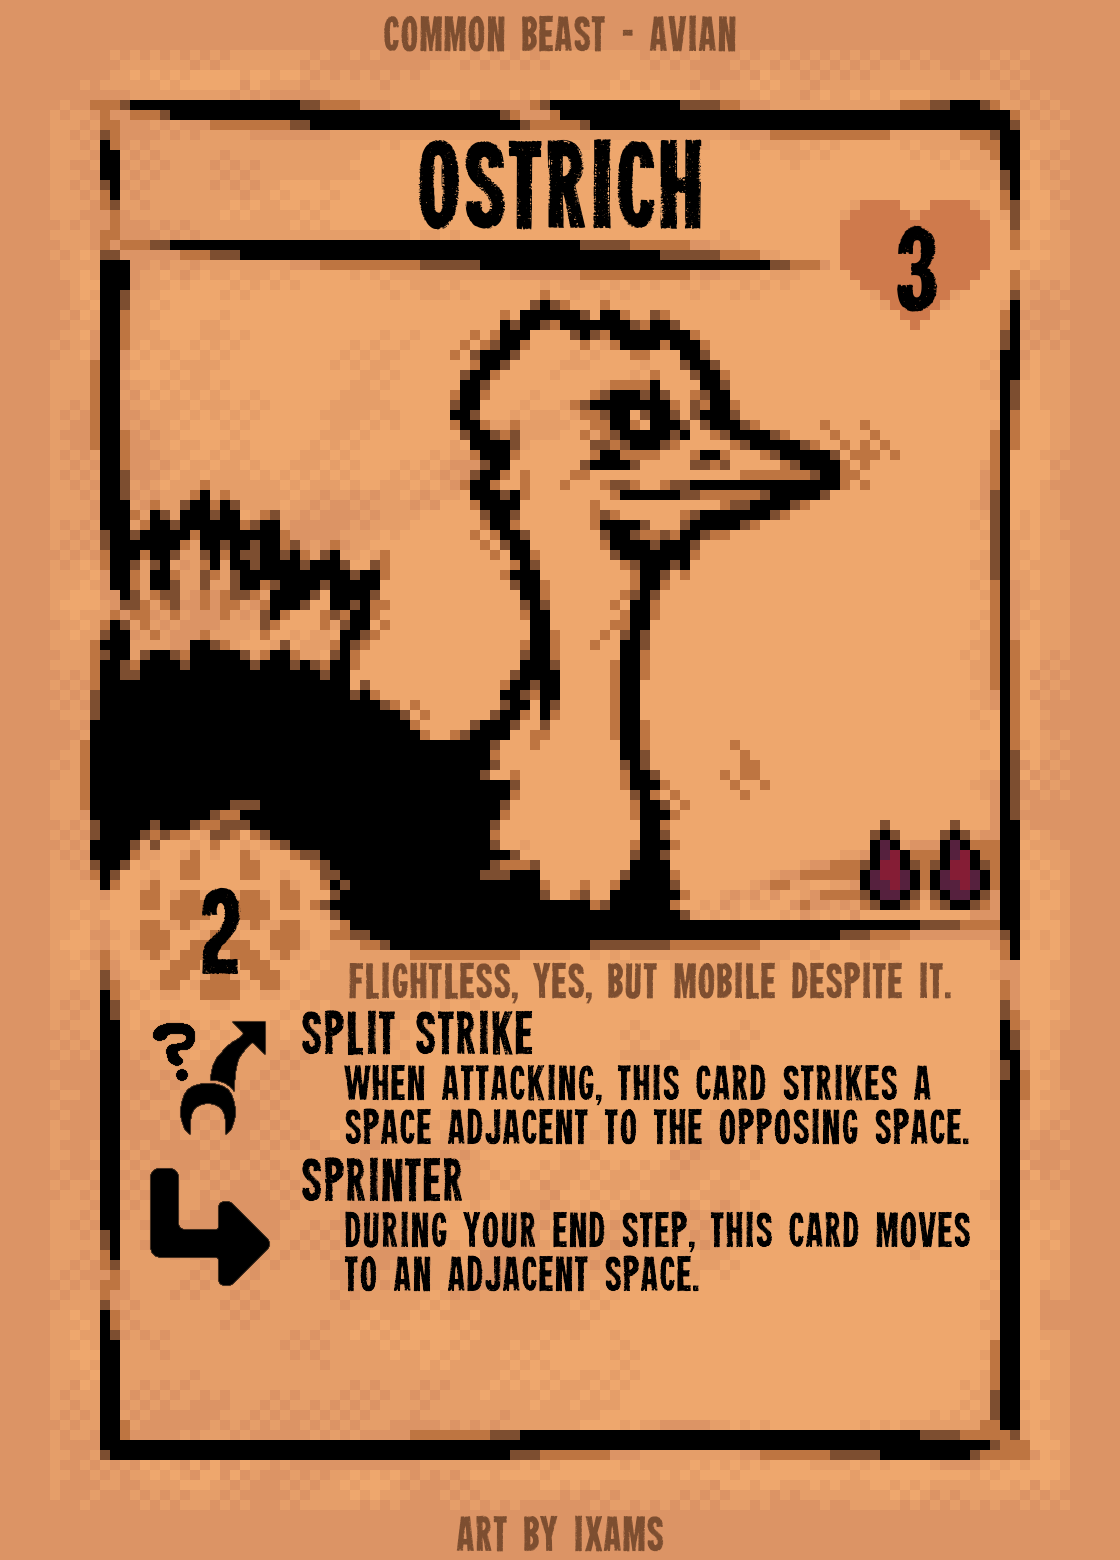 COMMON BEAST - AVIAN
OSTRICH
3
2
FLIGHTLESS, YES, BUT MOBILE DESPITE IT.
?
SPLIT STRIKE
WHEN ATTACKING, THIS CARD STRIKES A
SPACE ADJACENT TO THE OPPOSING SPACE.
SPRINTER
DURING YOUR END STEP, THIS CARD MOVES
TO AN ADJACENT SPACE.
ART BY IXAMS